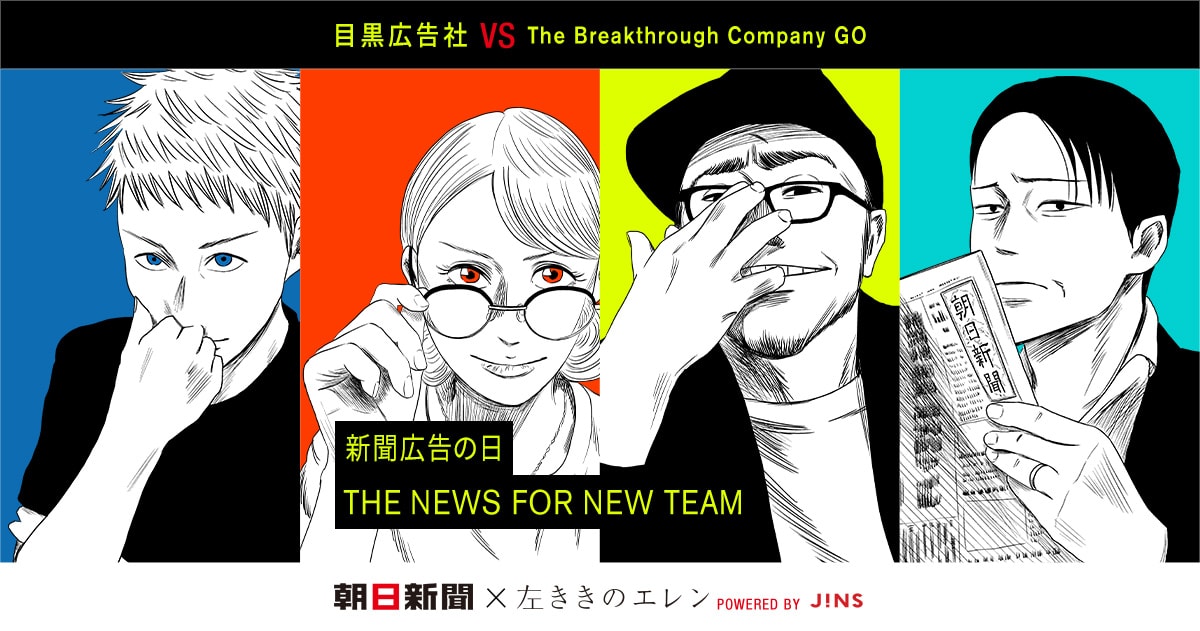 目黒広告社 VS The Breakthrough Company GO
朝日新聞
新聞広告の日
THE NEWS FOR NEW TEAM
朝日新聞×左ききのエレン POWERED BY J!NS